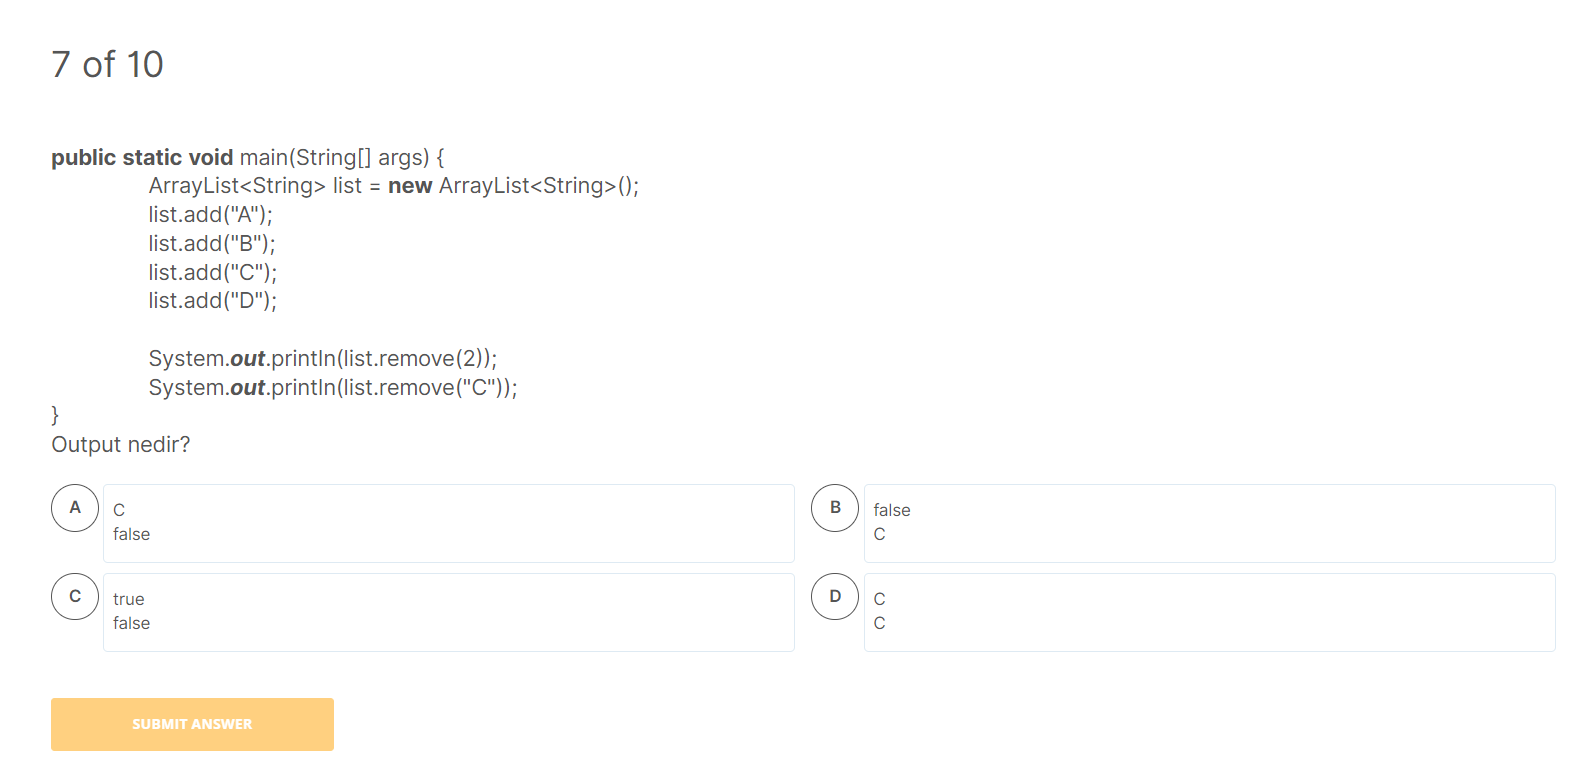 7 of 10
public static void main(String[] args) {
ArrayList<String> list = new ArrayList<String>();
list.add("A");
list.add("B");
list.add("C");
list.add("D");
System.out.println(list.remove(2));
System.out.println(list.remove("C"));
}
Output nedir?
A
C
false
B
false
C
C
true
false
D
C
C
SUBMIT ANSWER